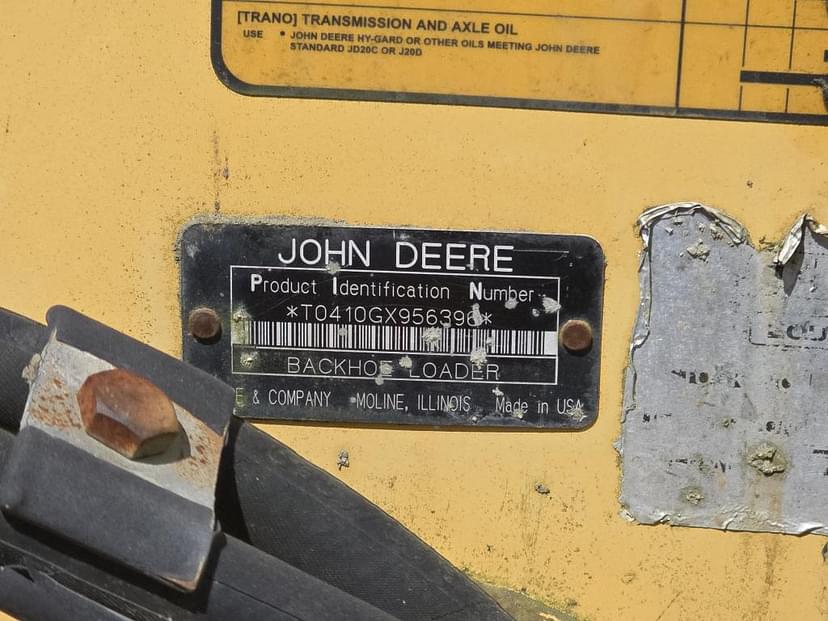 [TRANO] TRANSMISSION AND AXLE OIL
USE • JOHN DEERE HY-GARD OR OTHER OILS MEETING JOHN DEERE
STANDARD JD20C OR J20D
JOHN DEERE
Product Identification Number
*T0410GX956396*
BACKHOE LOADER
E & COMPANY MOLINE, ILLINOIS Made in USA